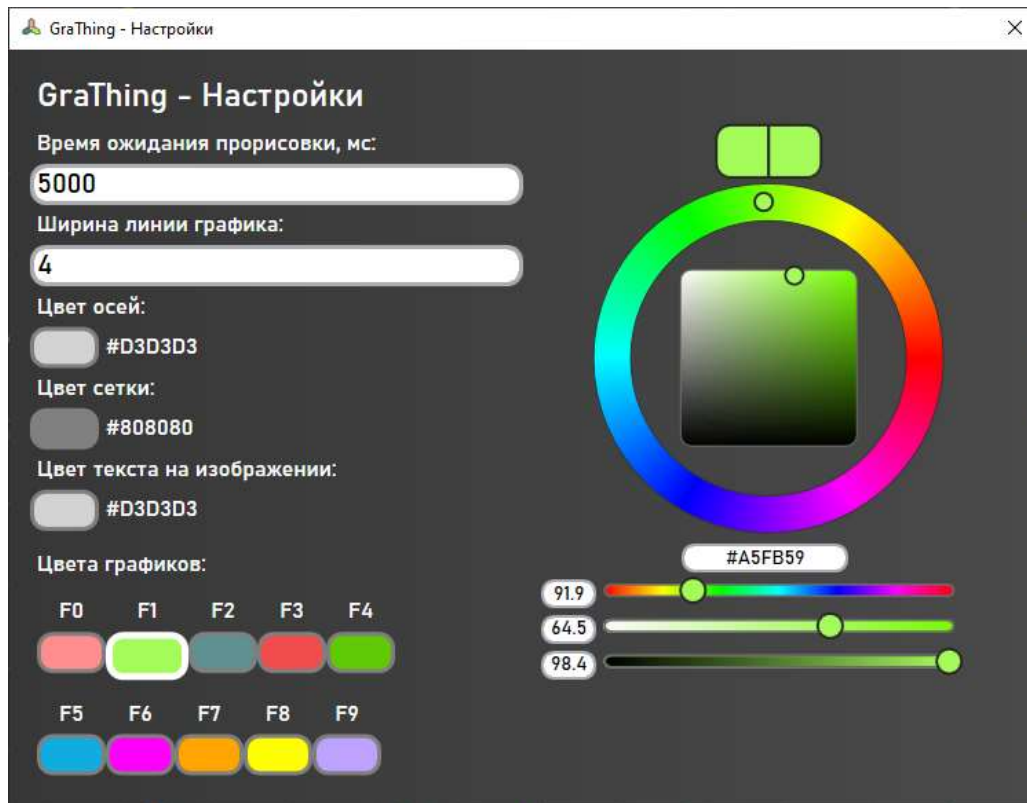 GraThing - Настройки
GraThing - Настройки
Время ожидания прорисовки, мс:
5000
Ширина линии графика:
4
Цвет осей:
#D3D3D3
Цвет сетки:
#808080
Цвет текста на изображении:
#D3D3D3
Цвета графиков:
F0 F1 F2 F3 F4
F5 F6 F7 F8 F9
#A5FB59
91.9
64.5
98.4